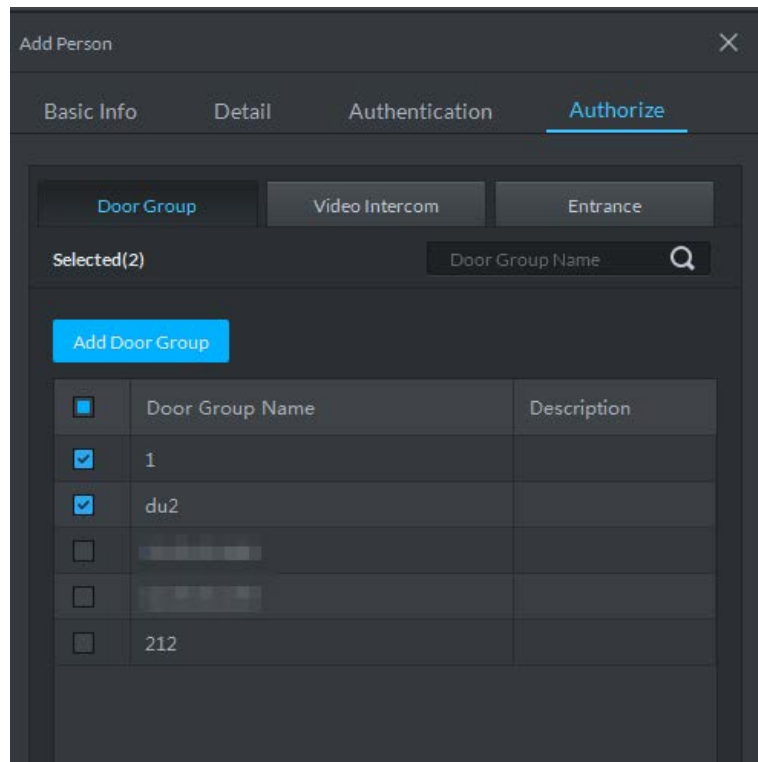 Add Person
Basic Info Detail Authentication Authorize
Door Group Video Intercom Entrance
Selected(2) Door Group Name
Add Door Group
Door Group Name Description
1
du2
212